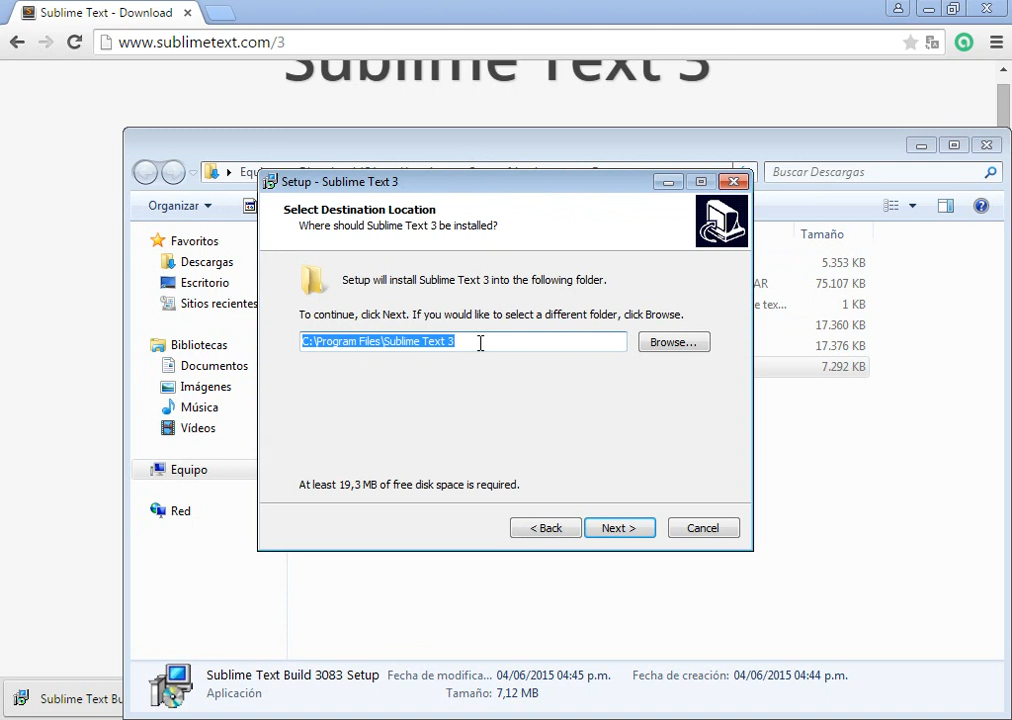 Sublime Text - Download
www.sublimetext.com/3
Sublime Text 3
Buscar Descargas
Organizar
Setup - Sublime Text 3
Select Destination Location
Where should Sublime Text 3 be installed?
Setup will install Sublime Text 3 into the following folder.
To continue, click Next. If you would like to select a different folder, click Browse.
C:\Program Files\Sublime Text 3
Browse...
At least 19,3 MB of free disk space is required.
< Back
Next >
Cancel
Favoritos
Descargas
Escritorio
Sitios recientes
Bibliotecas
Documentos
Imágenes
Música
Vídeos
Equipo
Red
Tamaño
5.353 KB
AR 75.107 KB
e tex... 1 KB
17.360 KB
17.376 KB
7.292 KB
Sublime Text Build 3083 Setup Fecha de modifica... 04/06/2015 04:45 p.m. Fecha de creación: 04/06/2015 04:44 p.m.
Aplicación Tamaño: 7,12 MB
Sublime Text Bu